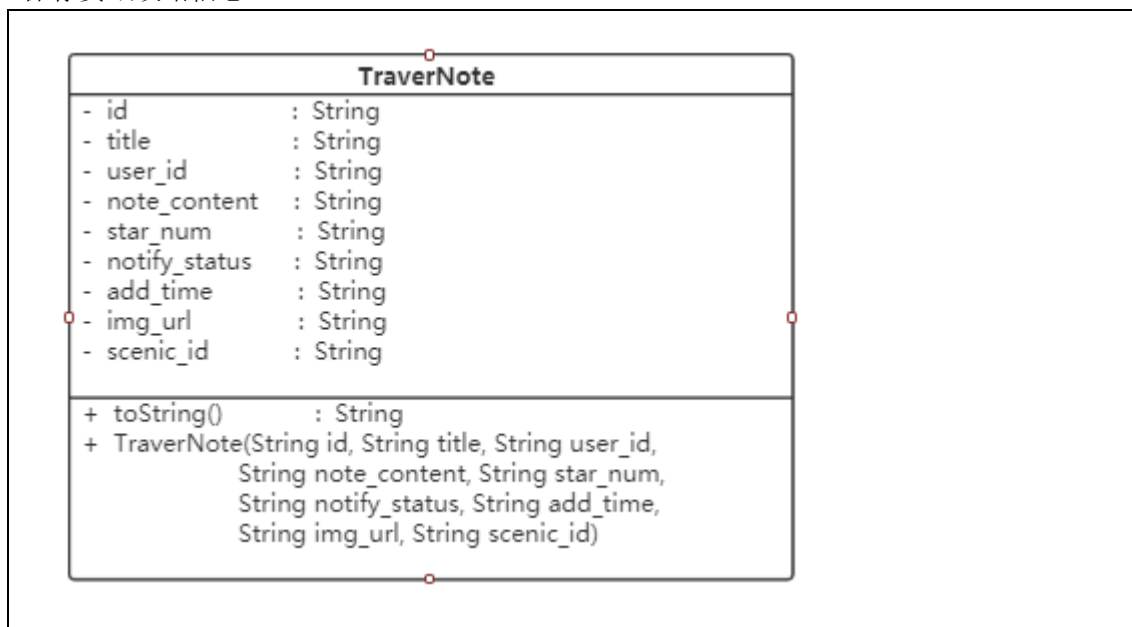 TraverNote
- id : String
- title : String
- user_id : String
- note_content : String
- star_num : String
- notify_status : String
- add_time : String
- img_url : String
- scenic_id : String
+ toString() : String
+ TraverNote(String id, String title, String user_id,
String note_content, String star_num,
String notify_status, String add_time,
String img_url, String scenic_id)